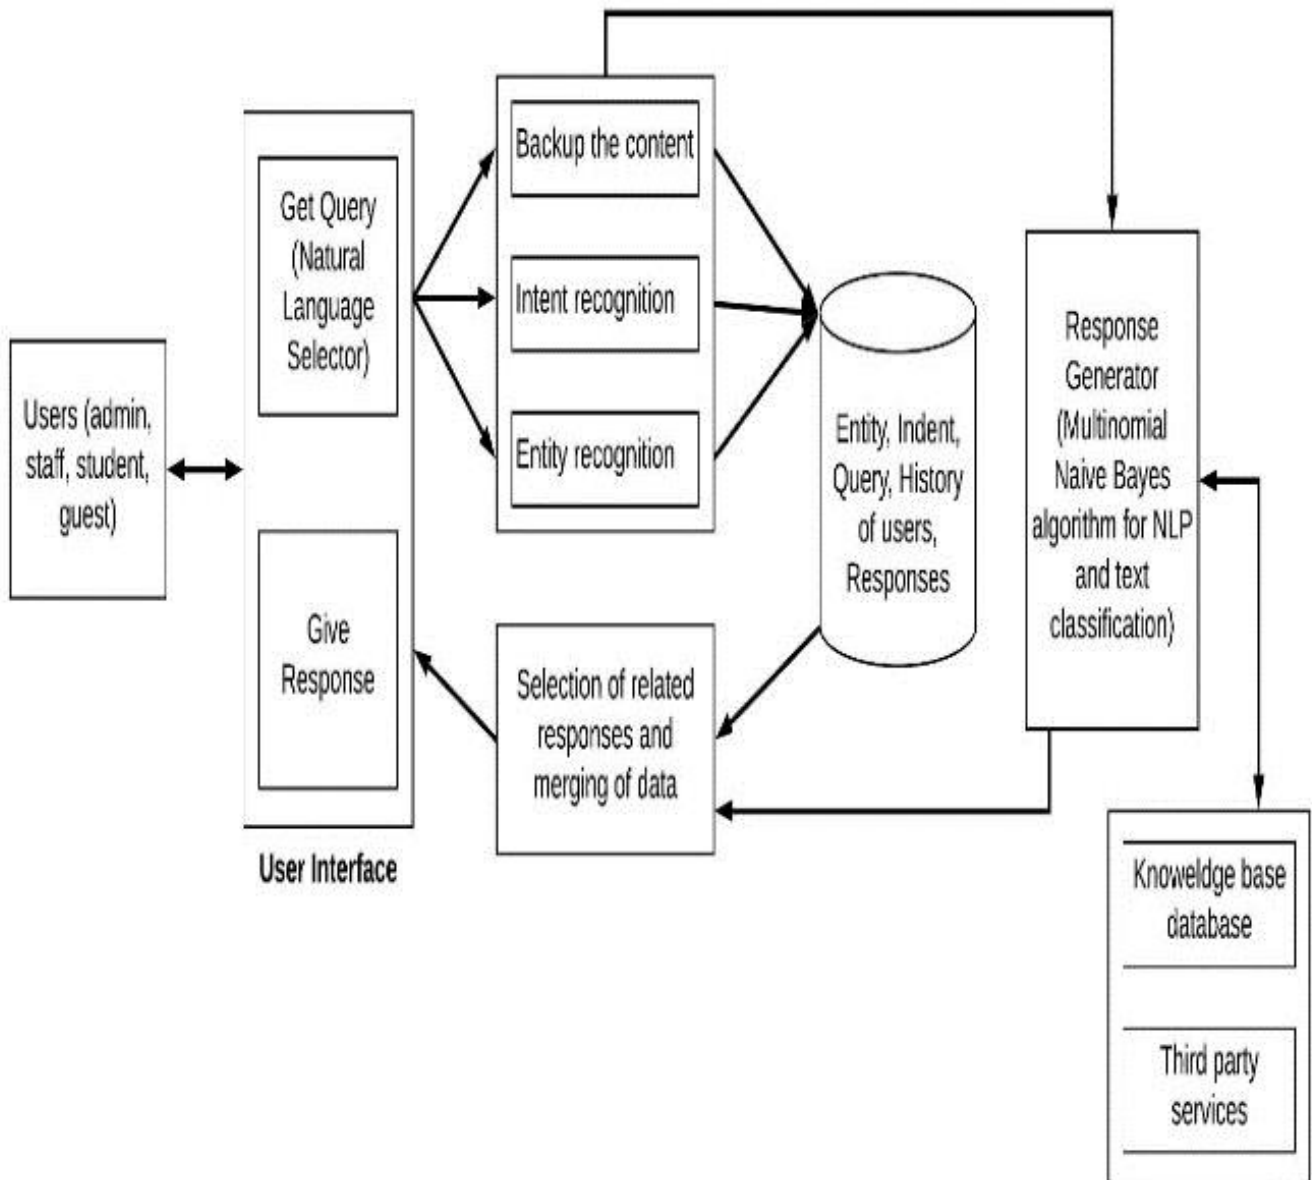 Users (admin,
staff, student,
guest)
Get Query
(Natural
Language
Selector)
Give
Response
User Interface
Backup the content
Intent recognition
Entity recognition
Selection of related
responses and
merging of data
Entity, Indent,
Query, History
of users,
Responses
Response
Generator
(Multinomial
Naive Bayes
algorithm for NLP
and text
classification)
Knoweldge base
database
Third party
services